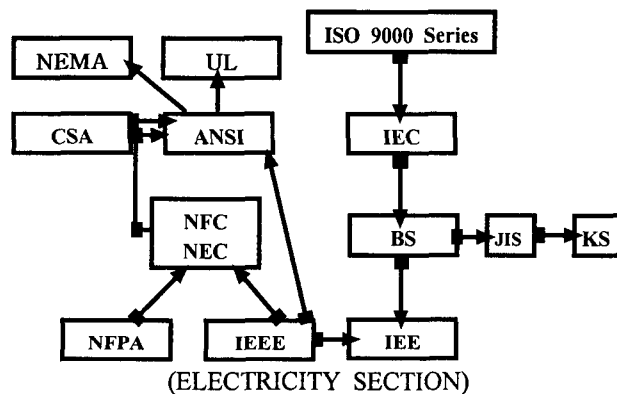 ISO 9000 Series
NEMA
UL
CSA
ANSI
IEC
NFC
NEC
BS
JIS
KS
NFPA
IEEE
IEE
(ELECTRICITY SECTION)